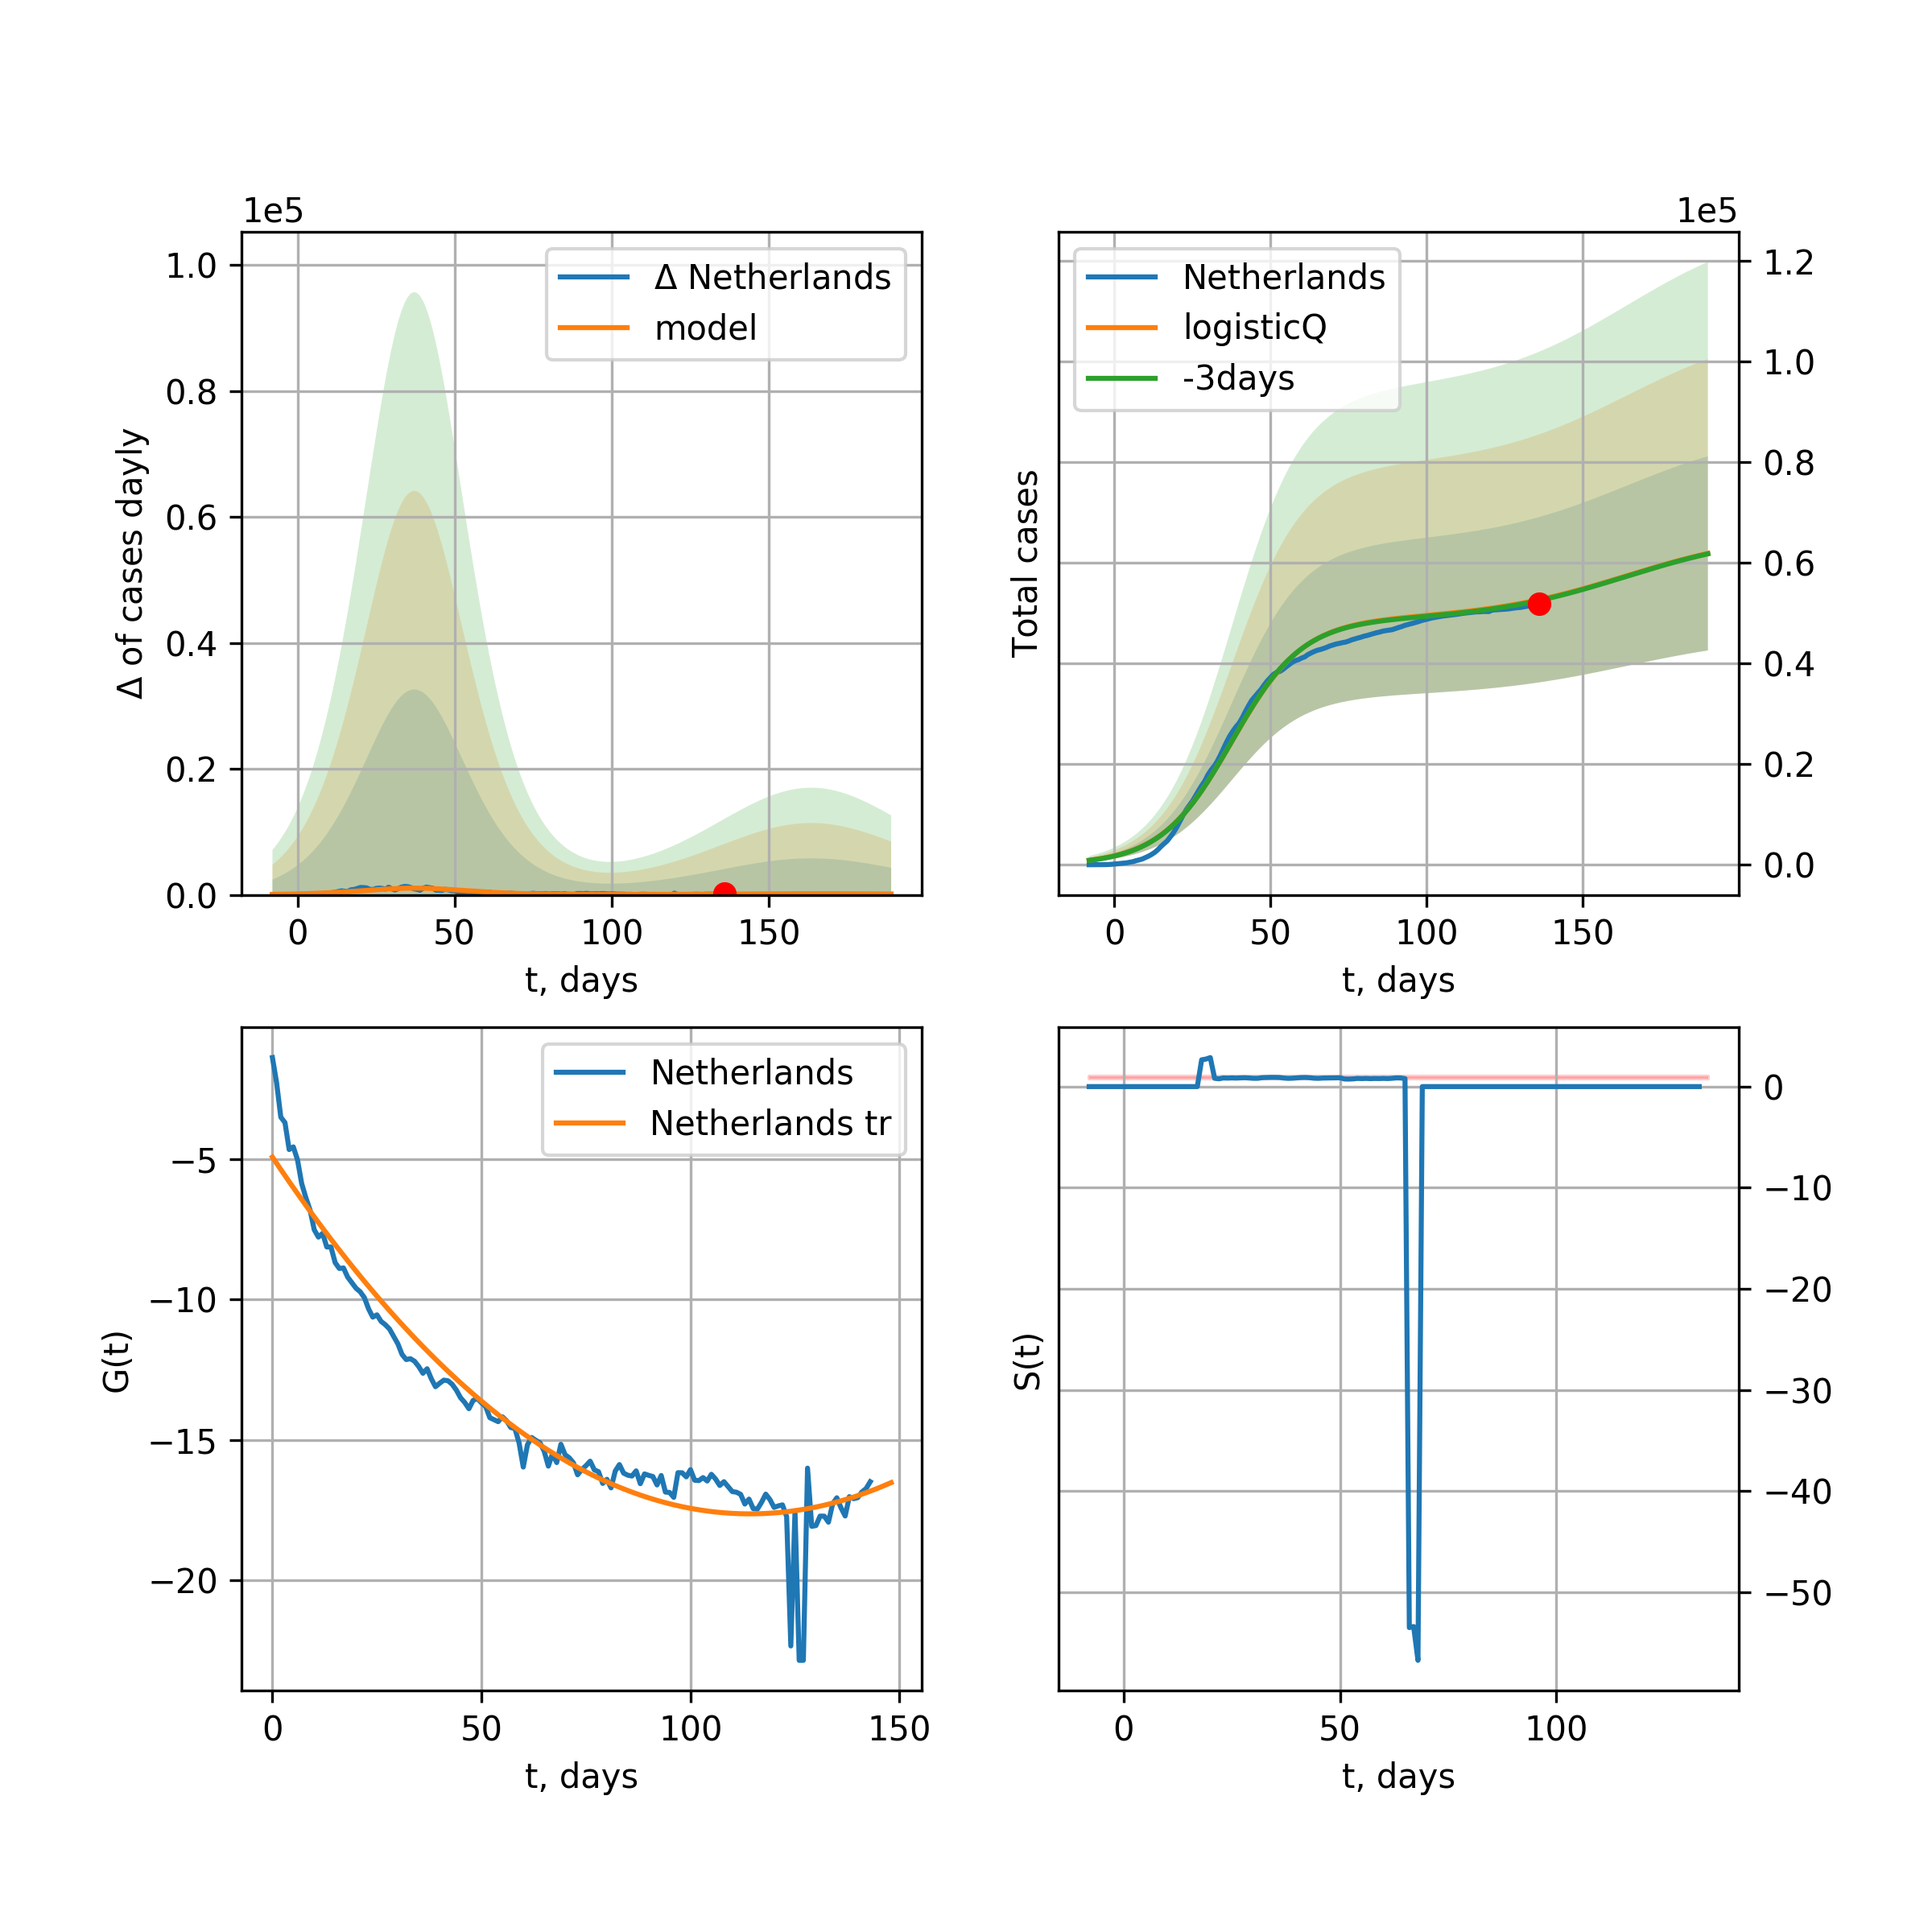 1e5
Δ Netherlands
model
1.0
0.8
0.6
0.4
0.2
0.0
Δ of cases dayly
0 50 100 150
t, days
1e5
Netherlands
logisticQ
-3days
1.2
1.0
0.8
0.6
0.4
0.2
0.0
Total cases
0 50 100 150
t, days
Netherlands
Netherlands tr
−5
−10
−15
−20
G(t)
0 50 100 150
t, days
0
−10
−20
−30
−40
−50
S(t)
0 50 100
t, days